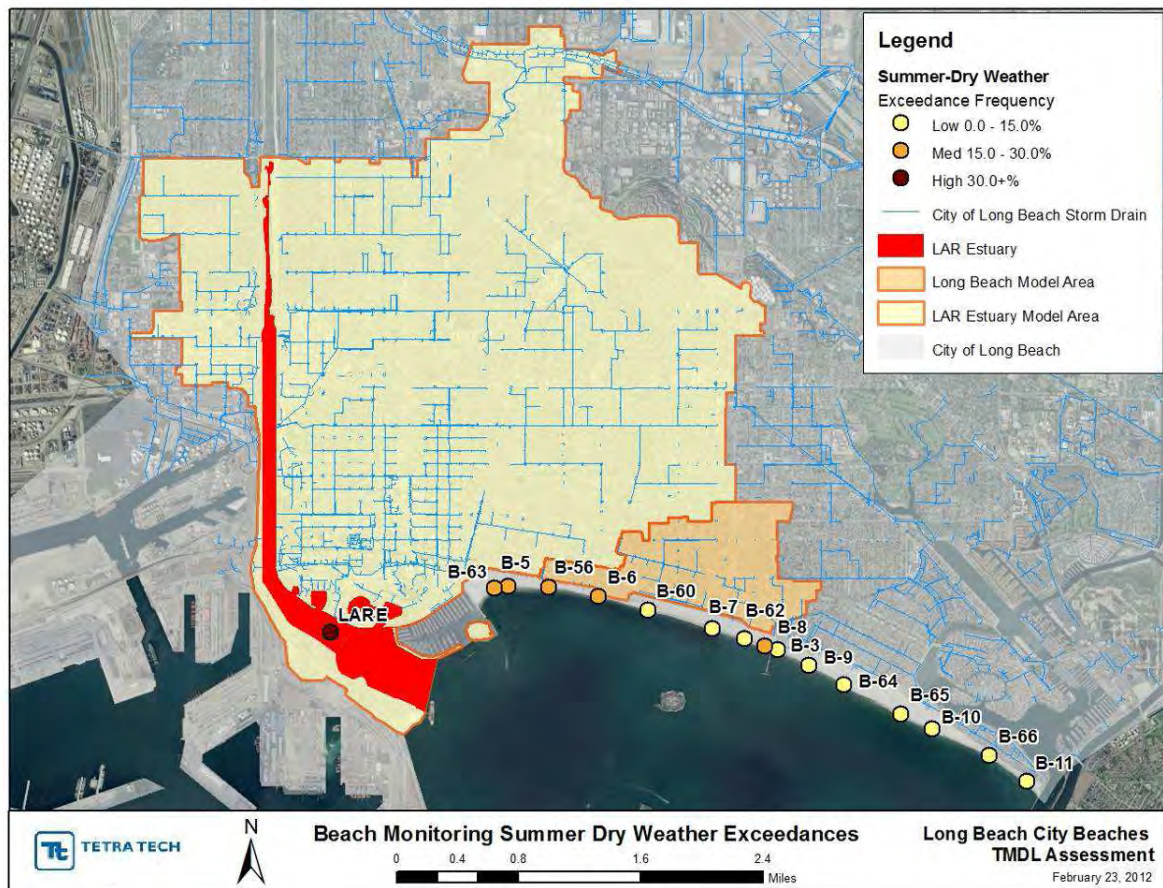 Legend
Summer-Dry Weather
Exceedance Frequency
Low 0.0 - 15.0%
Med 15.0 - 30.0%
High 30.0+%
City of Long Beach Storm Drain
LAR Estuary
Long Beach Model Area
LAR Estuary Model Area
City of Long Beach
B-63
B-5
B-56
B-6
B-60
B-7
B-62
B-8
B-3
B-9
B-64
B-65
B-10
B-66
B-11
LARE
Tt TETRA TECH
N
Beach Monitoring Summer Dry Weather Exceedances
0 0.4 0.8 1.6 2.4
Miles
Long Beach City Beaches
TMDL Assessment
February 23, 2012